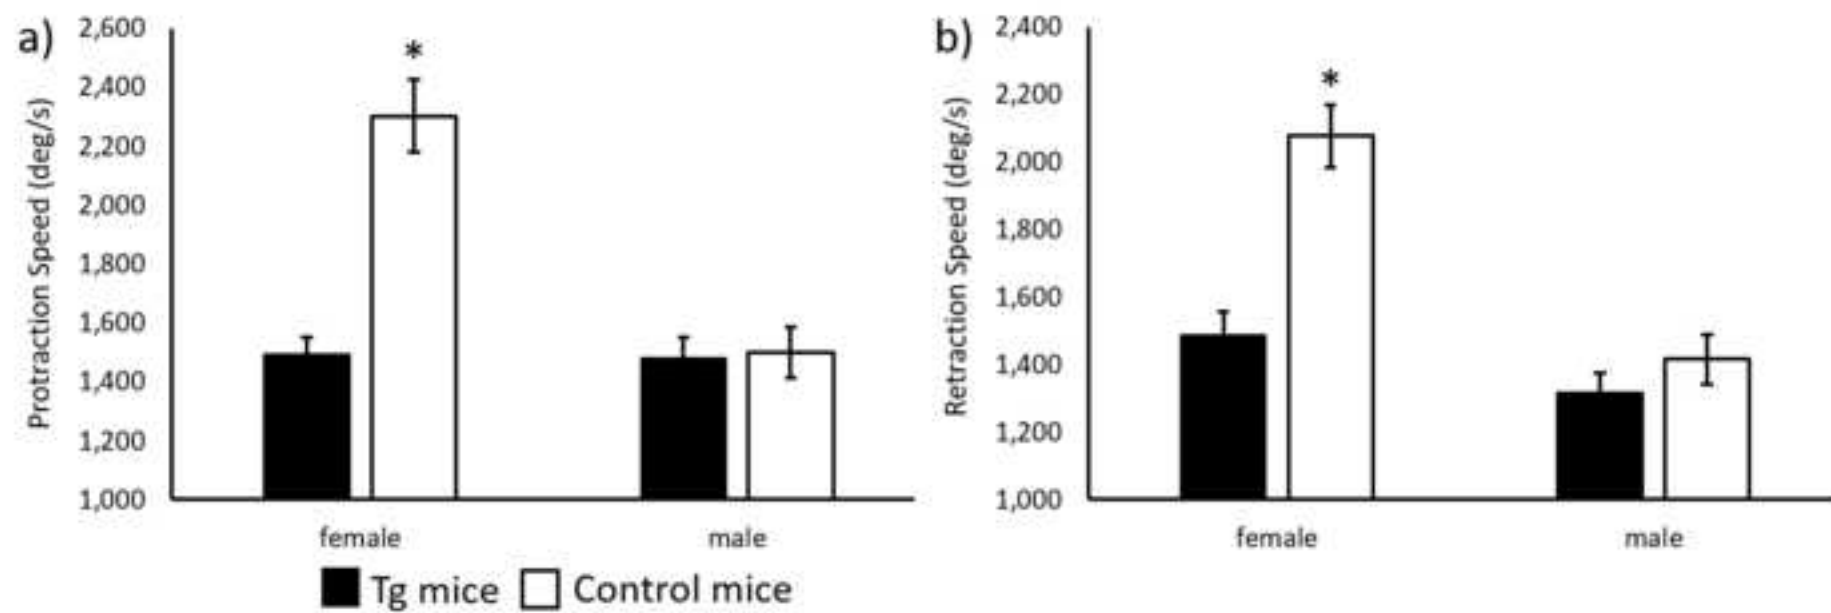 a)
Protraction Speed (deg/s)
2,600
2,400
2,200
2,000
1,800
1,600
1,400
1,200
1,000
*
female
male
b)
Retraction Speed (deg/s)
2,400
2,200
2,000
1,800
1,600
1,400
1,200
1,000
*
female
male
Tg mice
Control mice